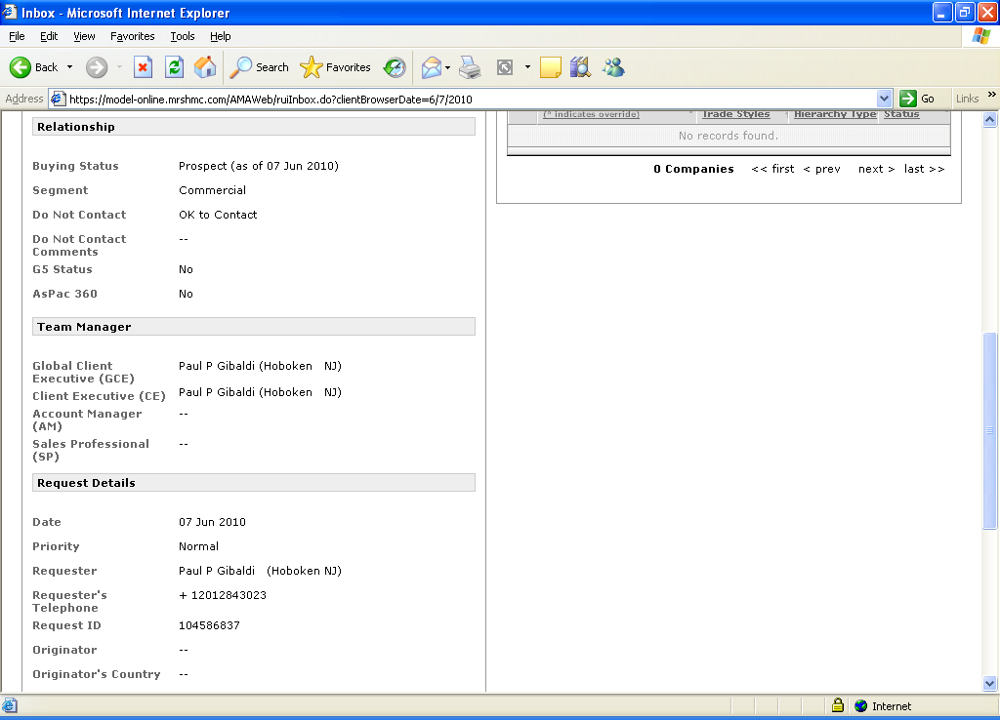 Inbox - Microsoft Internet Explorer
File Edit View Favorites Tools Help
Back Search Favorites
Address https://model-online.mrshmc.com/AMAWeb/ruiInbox.do?clientBrowserDate=6/7/2010 Go Links »
Relationship
Buying Status Prospect (as of 07 Jun 2010)
Segment Commercial
Do Not Contact OK to Contact
Do Not Contact --
Comments
G5 Status No
AsPac 360 No
Team Manager
Global Client Paul P Gibaldi (Hoboken NJ)
Executive (GCE)
Client Executive (CE) Paul P Gibaldi (Hoboken NJ)
Account Manager --
(AM)
Sales Professional --
(SP)
Request Details
Date 07 Jun 2010
Priority Normal
Requester Paul P Gibaldi (Hoboken NJ)
Requester's + 12012843023
Telephone
Request ID 104586837
Originator --
Originator's Country --
(* indicates override) Trade Styles Hierarchy Type Status
No records found.
0 Companies << first < prev next > last >>
Internet